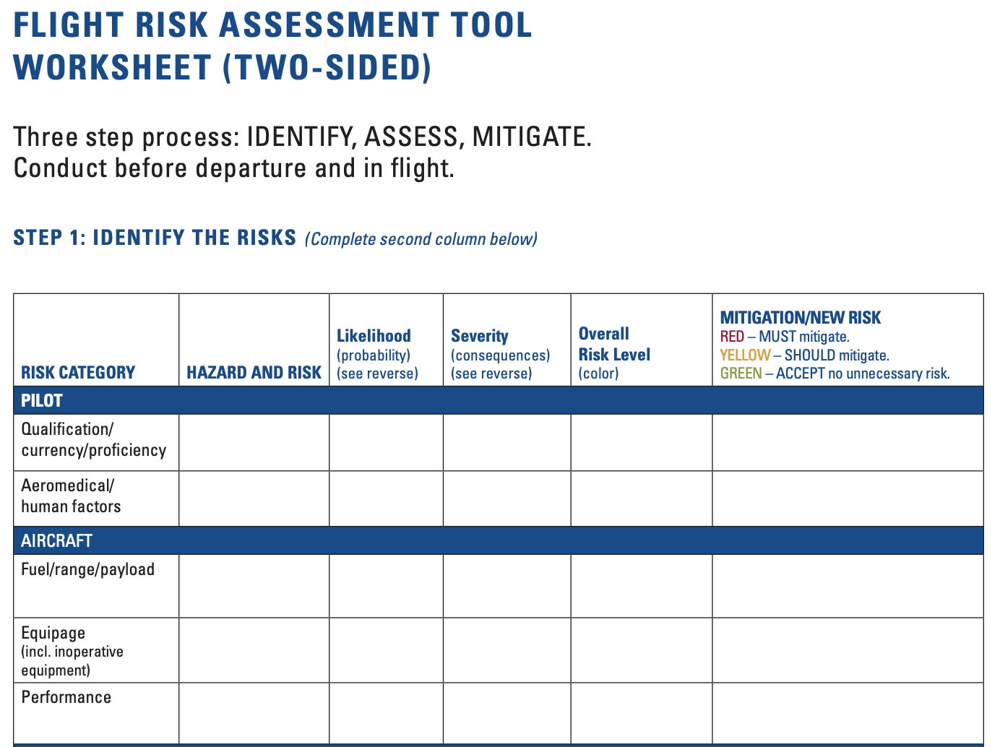 FLIGHT RISK ASSESSMENT TOOL
WORKSHEET (TWO-SIDED)
Three step process: IDENTIFY, ASSESS, MITIGATE.
Conduct before departure and in flight.
STEP 1: IDENTIFY THE RISKS (Complete second column below)
RISK CATEGORY
HAZARD AND RISK
Likelihood
(probability)
(see reverse)
Severity
(consequences)
(see reverse)
Overall
Risk Level
(color)
MITIGATION/NEW RISK
RED – MUST mitigate.
YELLOW – SHOULD mitigate.
GREEN – ACCEPT no unnecessary risk.
PILOT
Qualification/
currency/proficiency
Aeromedical/
human factors
AIRCRAFT
Fuel/range/payload
Equipage
(incl. inoperative
equipment)
Performance